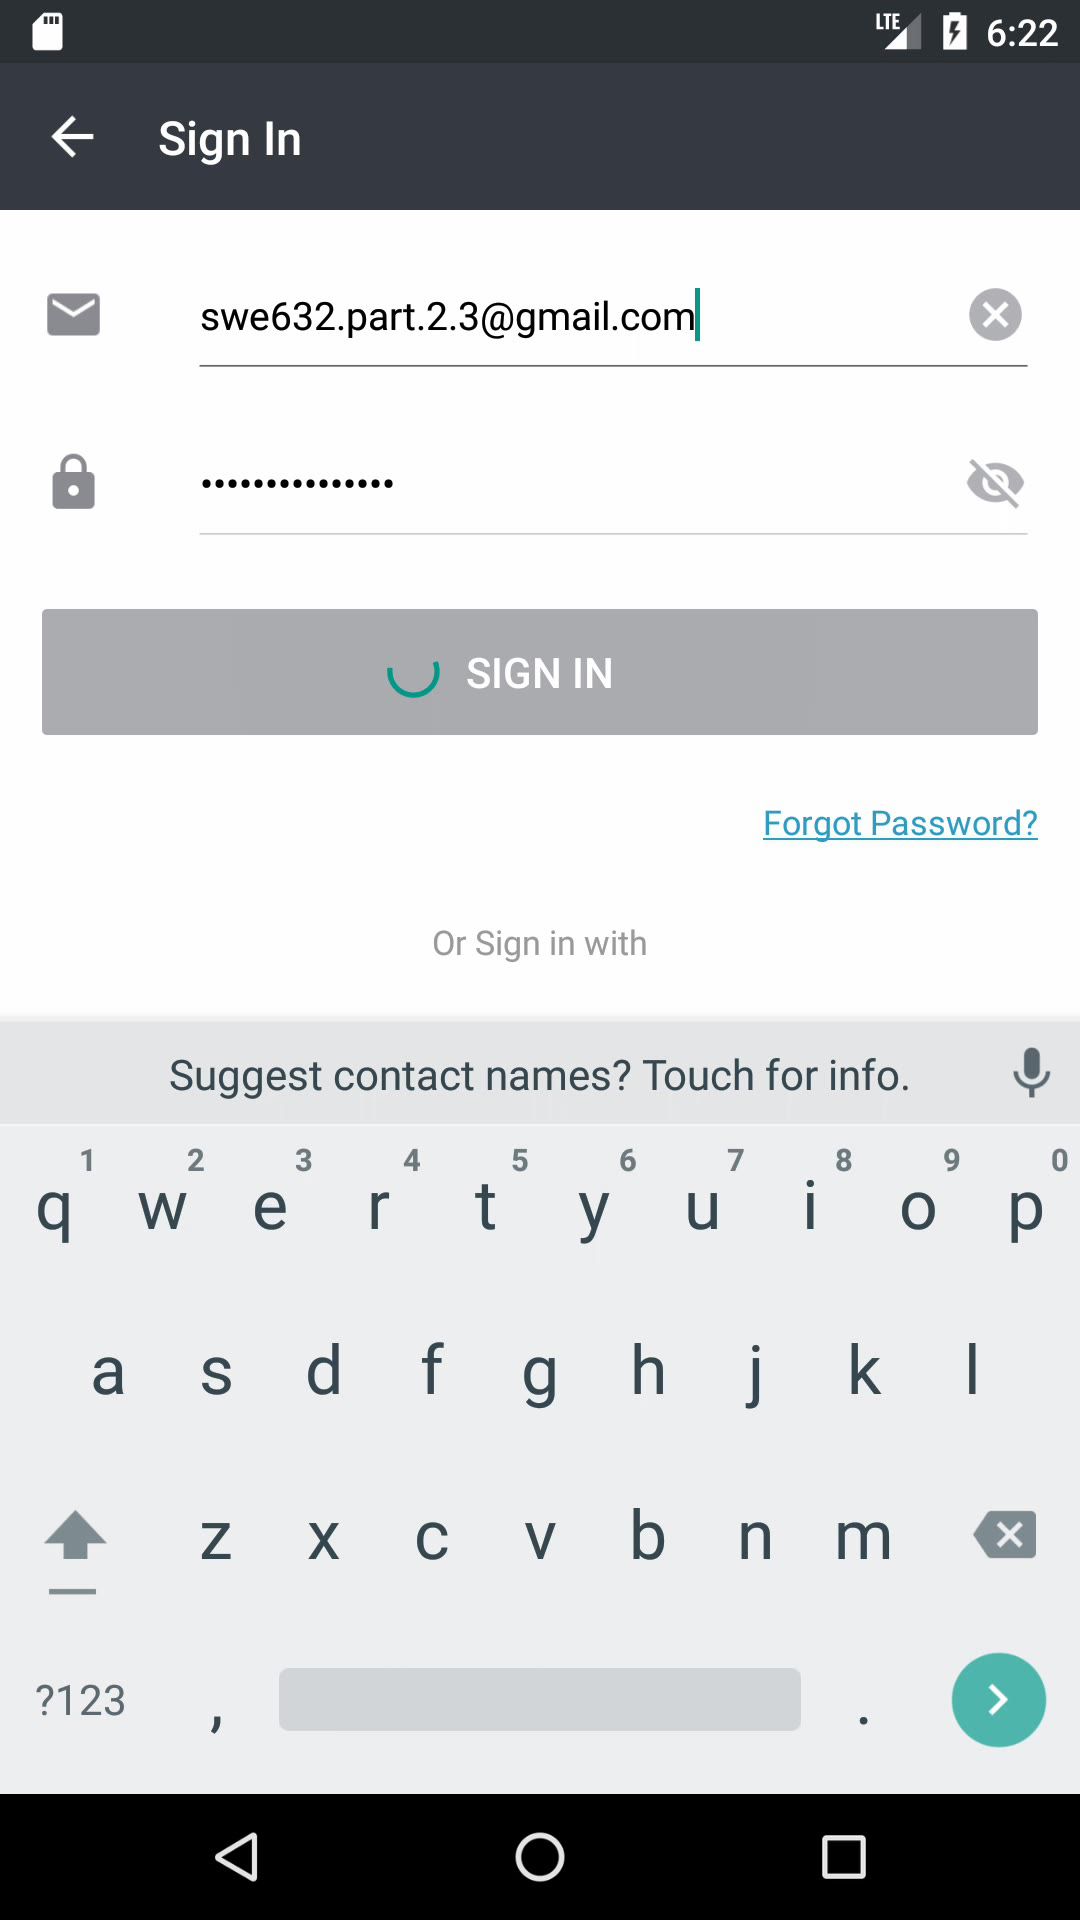 LTE 6:22
Sign In
swe632.part.2.3@gmail.com
•••••••••••••••
SIGN IN
Forgot Password?
Or Sign in with
Suggest contact names? Touch for info.
1 2 3 4 5 6 7 8 9 0
q w e r t y u i o p
a s d f g h j k l
z x c v b n m
?123 , .